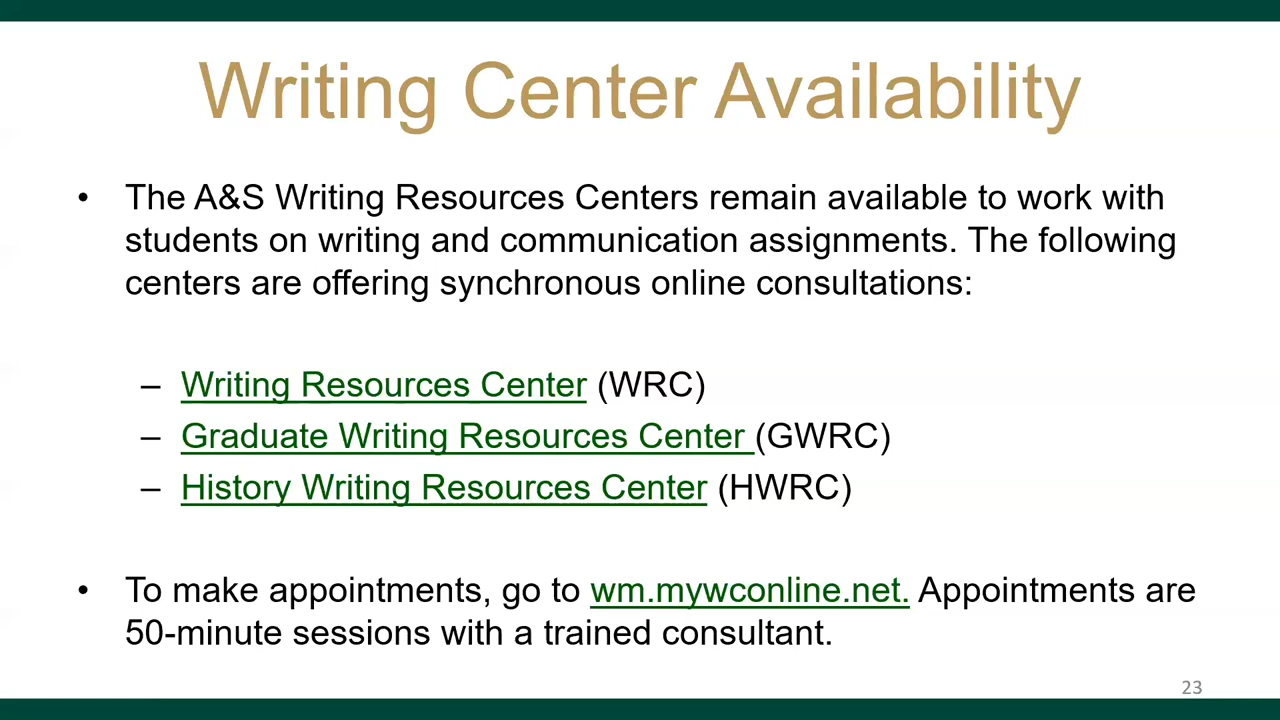 Writing Center Availability
• The A&S Writing Resources Centers remain available to work with
students on writing and communication assignments. The following
centers are offering synchronous online consultations:
– Writing Resources Center (WRC)
– Graduate Writing Resources Center (GWRC)
– History Writing Resources Center (HWRC)
• To make appointments, go to wm.mywconline.net. Appointments are
50-minute sessions with a trained consultant.
23